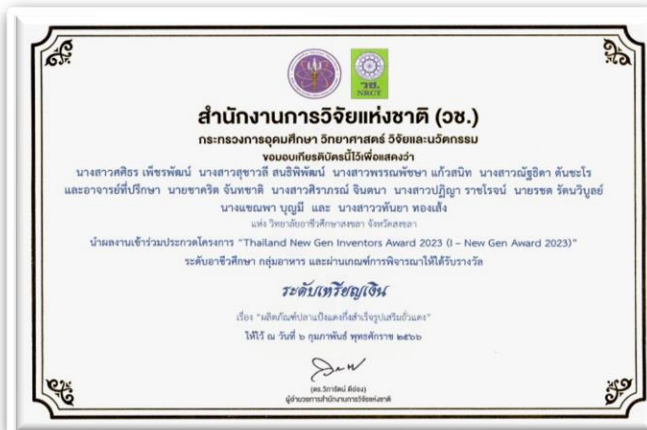 วช.
NRCT
สำนักงานการวิจัยแห่งชาติ (วช.)
กระทรวงการอุดมศึกษา วิทยาศาสตร์ วิจัยและนวัตกรรม
ขอมอบเกียรติบัตรนี้ไว้เพื่อแสดงว่า
นางสาวศศิธร เพ็ชรพัฒน์ นางสาวสุชาวลี สนธิพิพัฒน์ นางสาวพรรณพัชษา แก้วสนิท นางสาวณัฐธิดา ตันชะโร
และอาจารย์ที่ปรึกษา นายชาคริต จันทชาติ นางสาวศิราภรณ์ จินตนา นางสาวปฏิญา ราชโรจน์ นายรชต รัตนวิบูลย์
นางแขณพา บุญมี และ นางสาววทันยา ทองเส้ง
แห่ง วิทยาลัยอาชีวศึกษาสงขลา จังหวัดสงขลา
นำผลงานเข้าร่วมประกวดโครงการ "Thailand New Gen Inventors Award 2023 (I – New Gen Award 2023)"
ระดับอาชีวศึกษา กลุ่มอาหาร และผ่านเกณฑ์การพิจารณาให้ได้รับรางวัล
ระดับเหรียญเงิน
เรื่อง "ผลิตภัณฑ์ปลาแป้งแดงกึ่งสำเร็จรูปเสริมถั่วแดง"
ให้ไว้ ณ วันที่ ๖ กุมภาพันธ์ พุทธศักราช ๒๕๖๖
(ดร.วิภารัตน์ ดีอ่อง)
ผู้อำนวยการสำนักงานการวิจัยแห่งชาติ